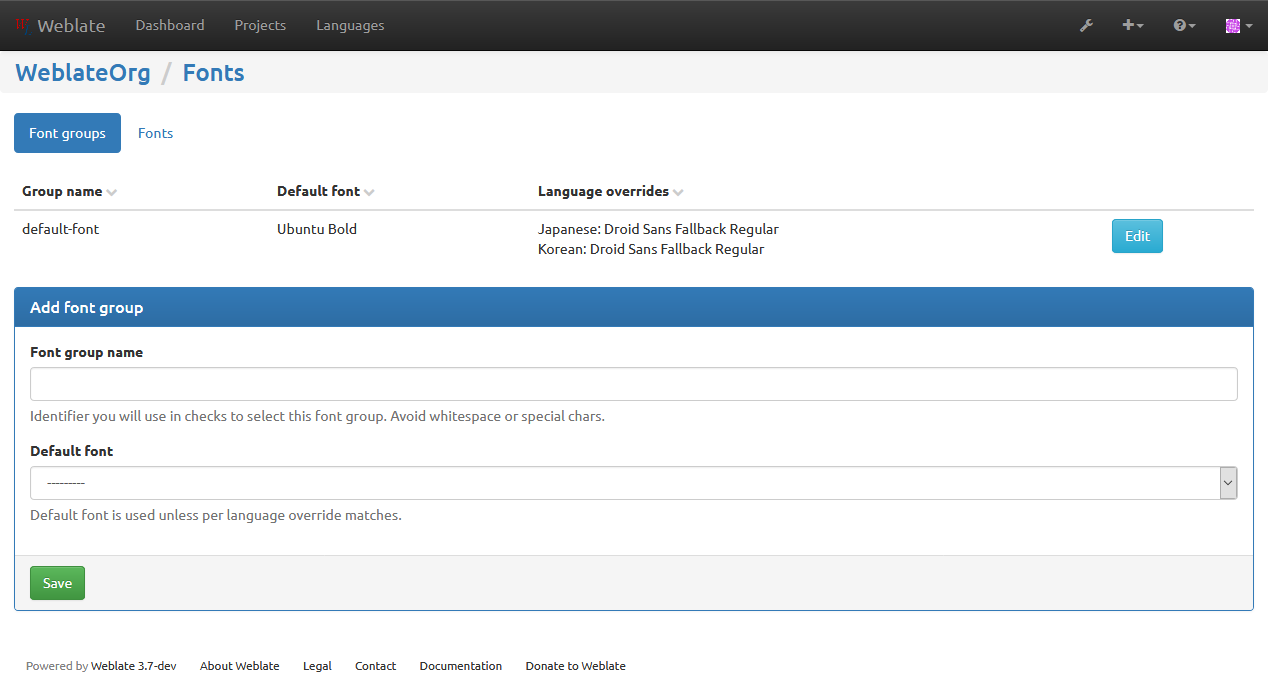 Weblate Dashboard Projects Languages
WeblateOrg / Fonts
Font groups Fonts
Group name Default font Language overrides
default-font Ubuntu Bold Japanese: Droid Sans Fallback Regular Edit
Korean: Droid Sans Fallback Regular
Add font group
Font group name
Identifier you will use in checks to select this font group. Avoid whitespace or special chars.
Default font
---------
Default font is used unless per language override matches.
Save
Powered by Weblate 3.7-dev About Weblate Legal Contact Documentation Donate to Weblate